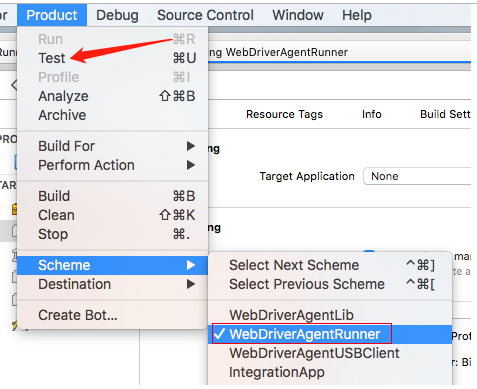 or Product Debug Source Control Window Help
Run ⌘R
ng WebDriverAgentRunner
Test ⌘U
Profile ⌘I
Analyze ⇧⌘B
Archive
Resource Tags Info Build Sett
Build For
Perform Action
ng
Target Application None
Build ⌘B
Clean ⇧⌘K
Stop ⌘.
ng
Scheme
Destination
Create Bot...
Select Next Scheme ^⌘]
Select Previous Scheme ^⌘[
WebDriverAgentLib
✓ WebDriverAgentRunner
WebDriverAgentUSBClient
IntegrationApp